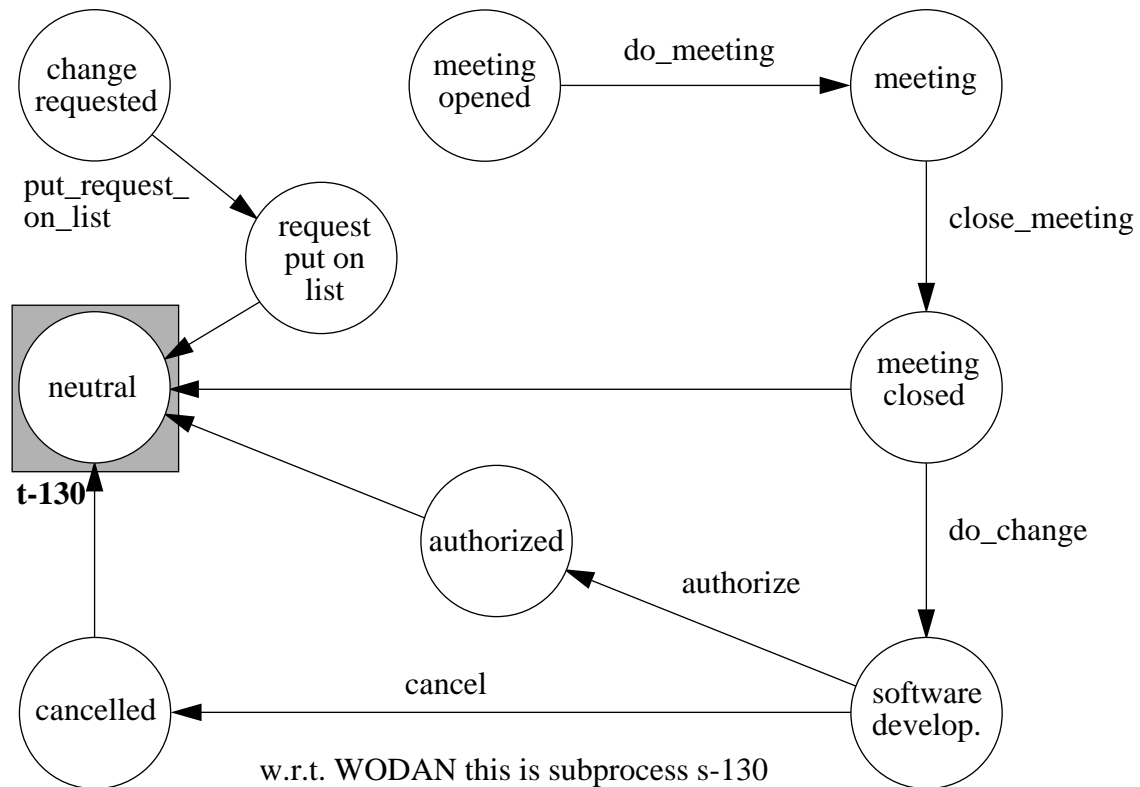 change
requested
meeting
opened
do_meeting
meeting
put_request_
on_list
request
put on
list
close_meeting
neutral
meeting
closed
t-130
authorized
do_change
authorize
cancelled
cancel
software
develop.
w.r.t. WODAN this is subprocess s-130